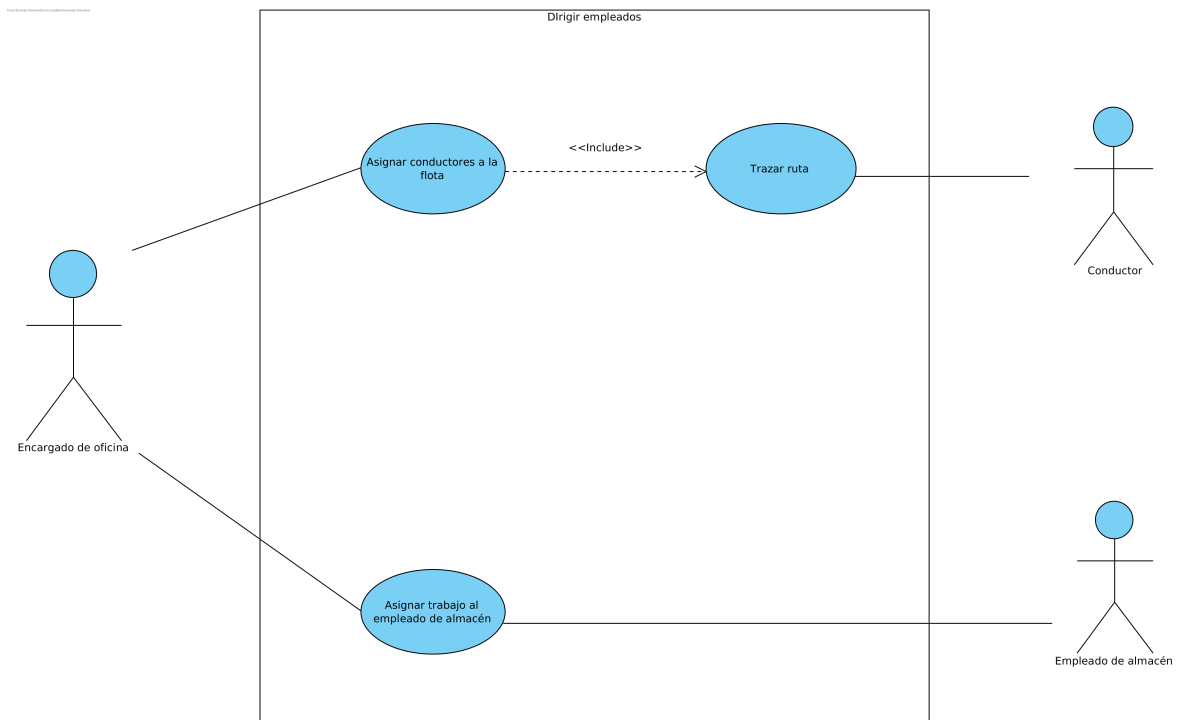 DIrigir empleados
Asignar conductores a la
flota
<<Include>>
Trazar ruta
Conductor
Encargado de oficina
Asignar trabajo al
empleado de almacén
Empleado de almacén